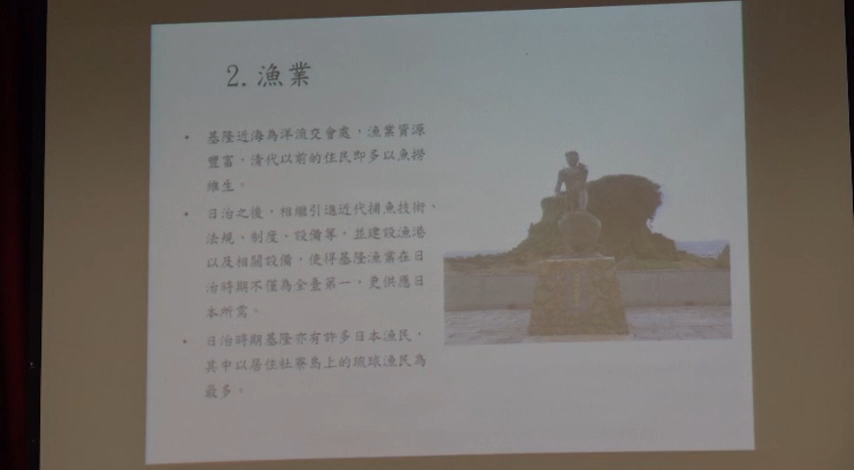 2. 漁業
• 基隆近海為洋流交會處，漁業資源
豐富，清代以前的住民即多以魚撈
維生。
• 日治之後，相繼引進近代捕魚技術、
法規、制度、設備等，並建設漁港
以及相關設備，使得基隆漁業在日
治時期不僅為全臺第一，更供應日
本所需。
• 日治時期基隆亦有許多日本漁民，
其中以居住社寮島上的琉球漁民為
最多。